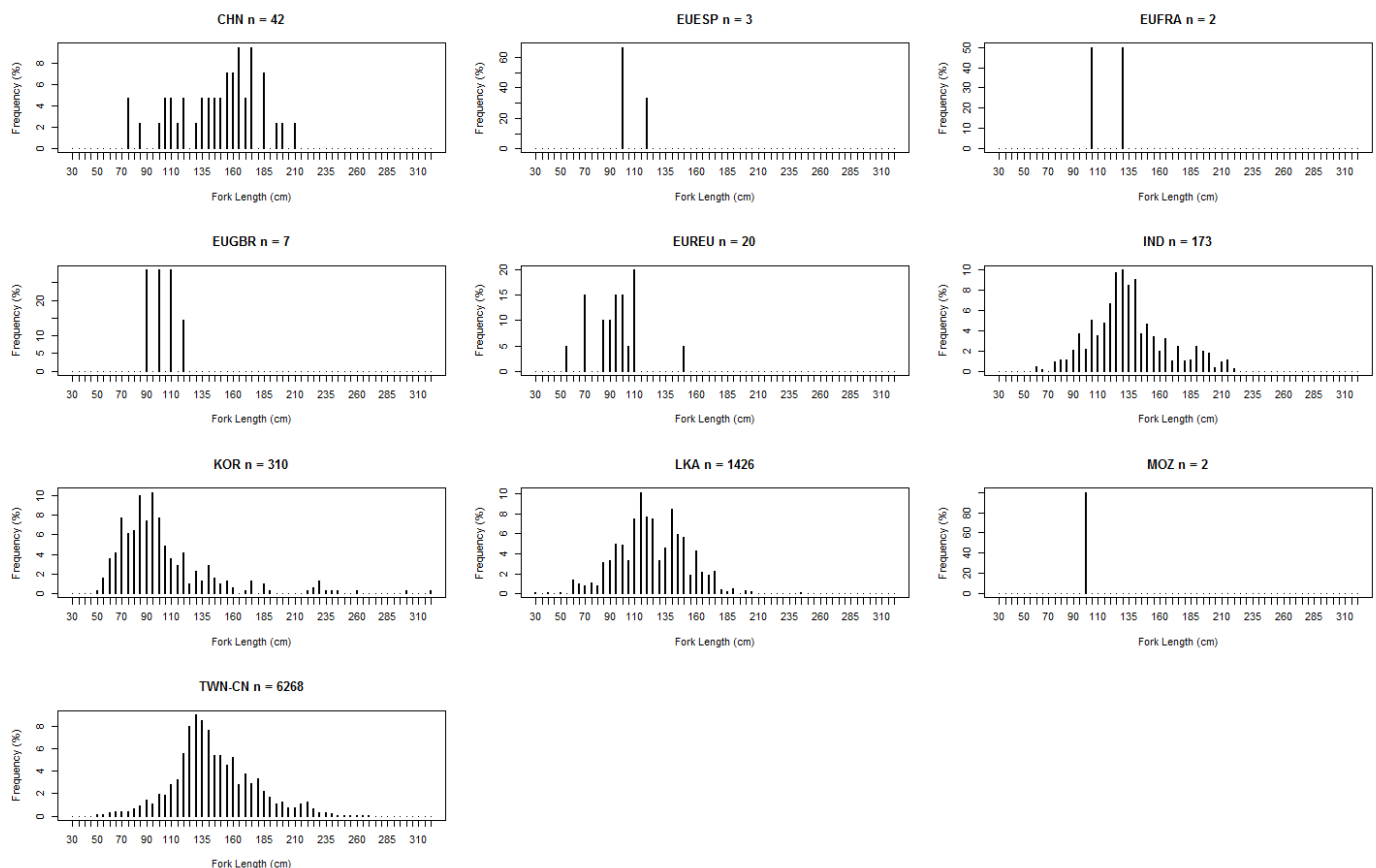 CHN n = 42
Frequency (%)
0 2 4 6 8
30 50 70 90 110 135 160 185 210 235 260 285 310
Fork Length (cm)
EUESP n = 3
Frequency (%)
0 20 40 60
30 50 70 90 110 135 160 185 210 235 260 285 310
Fork Length (cm)
EUFRA n = 2
Frequency (%)
0 10 20 30 40 50
30 50 70 90 110 135 160 185 210 235 260 285 310
Fork Length (cm)
EUGBR n = 7
Frequency (%)
0 5 10 20
30 50 70 90 110 135 160 185 210 235 260 285 310
Fork Length (cm)
EUREU n = 20
Frequency (%)
0 5 10 15 20
30 50 70 90 110 135 160 185 210 235 260 285 310
Fork Length (cm)
IND n = 173
Frequency (%)
0 2 4 6 8 10
30 50 70 90 110 135 160 185 210 235 260 285 310
Fork Length (cm)
KOR n = 310
Frequency (%)
0 2 4 6 8 10
30 50 70 90 110 135 160 185 210 235 260 285 310
Fork Length (cm)
LKA n = 1426
Frequency (%)
0 2 4 6 8 10
30 50 70 90 110 135 160 185 210 235 260 285 310
Fork Length (cm)
MOZ n = 2
Frequency (%)
0 20 40 60 80
30 50 70 90 110 135 160 185 210 235 260 285 310
Fork Length (cm)
TWN-CN n = 6268
Frequency (%)
0 2 4 6 8
30 50 70 90 110 135 160 185 210 235 260 285 310
Fork Length (cm)